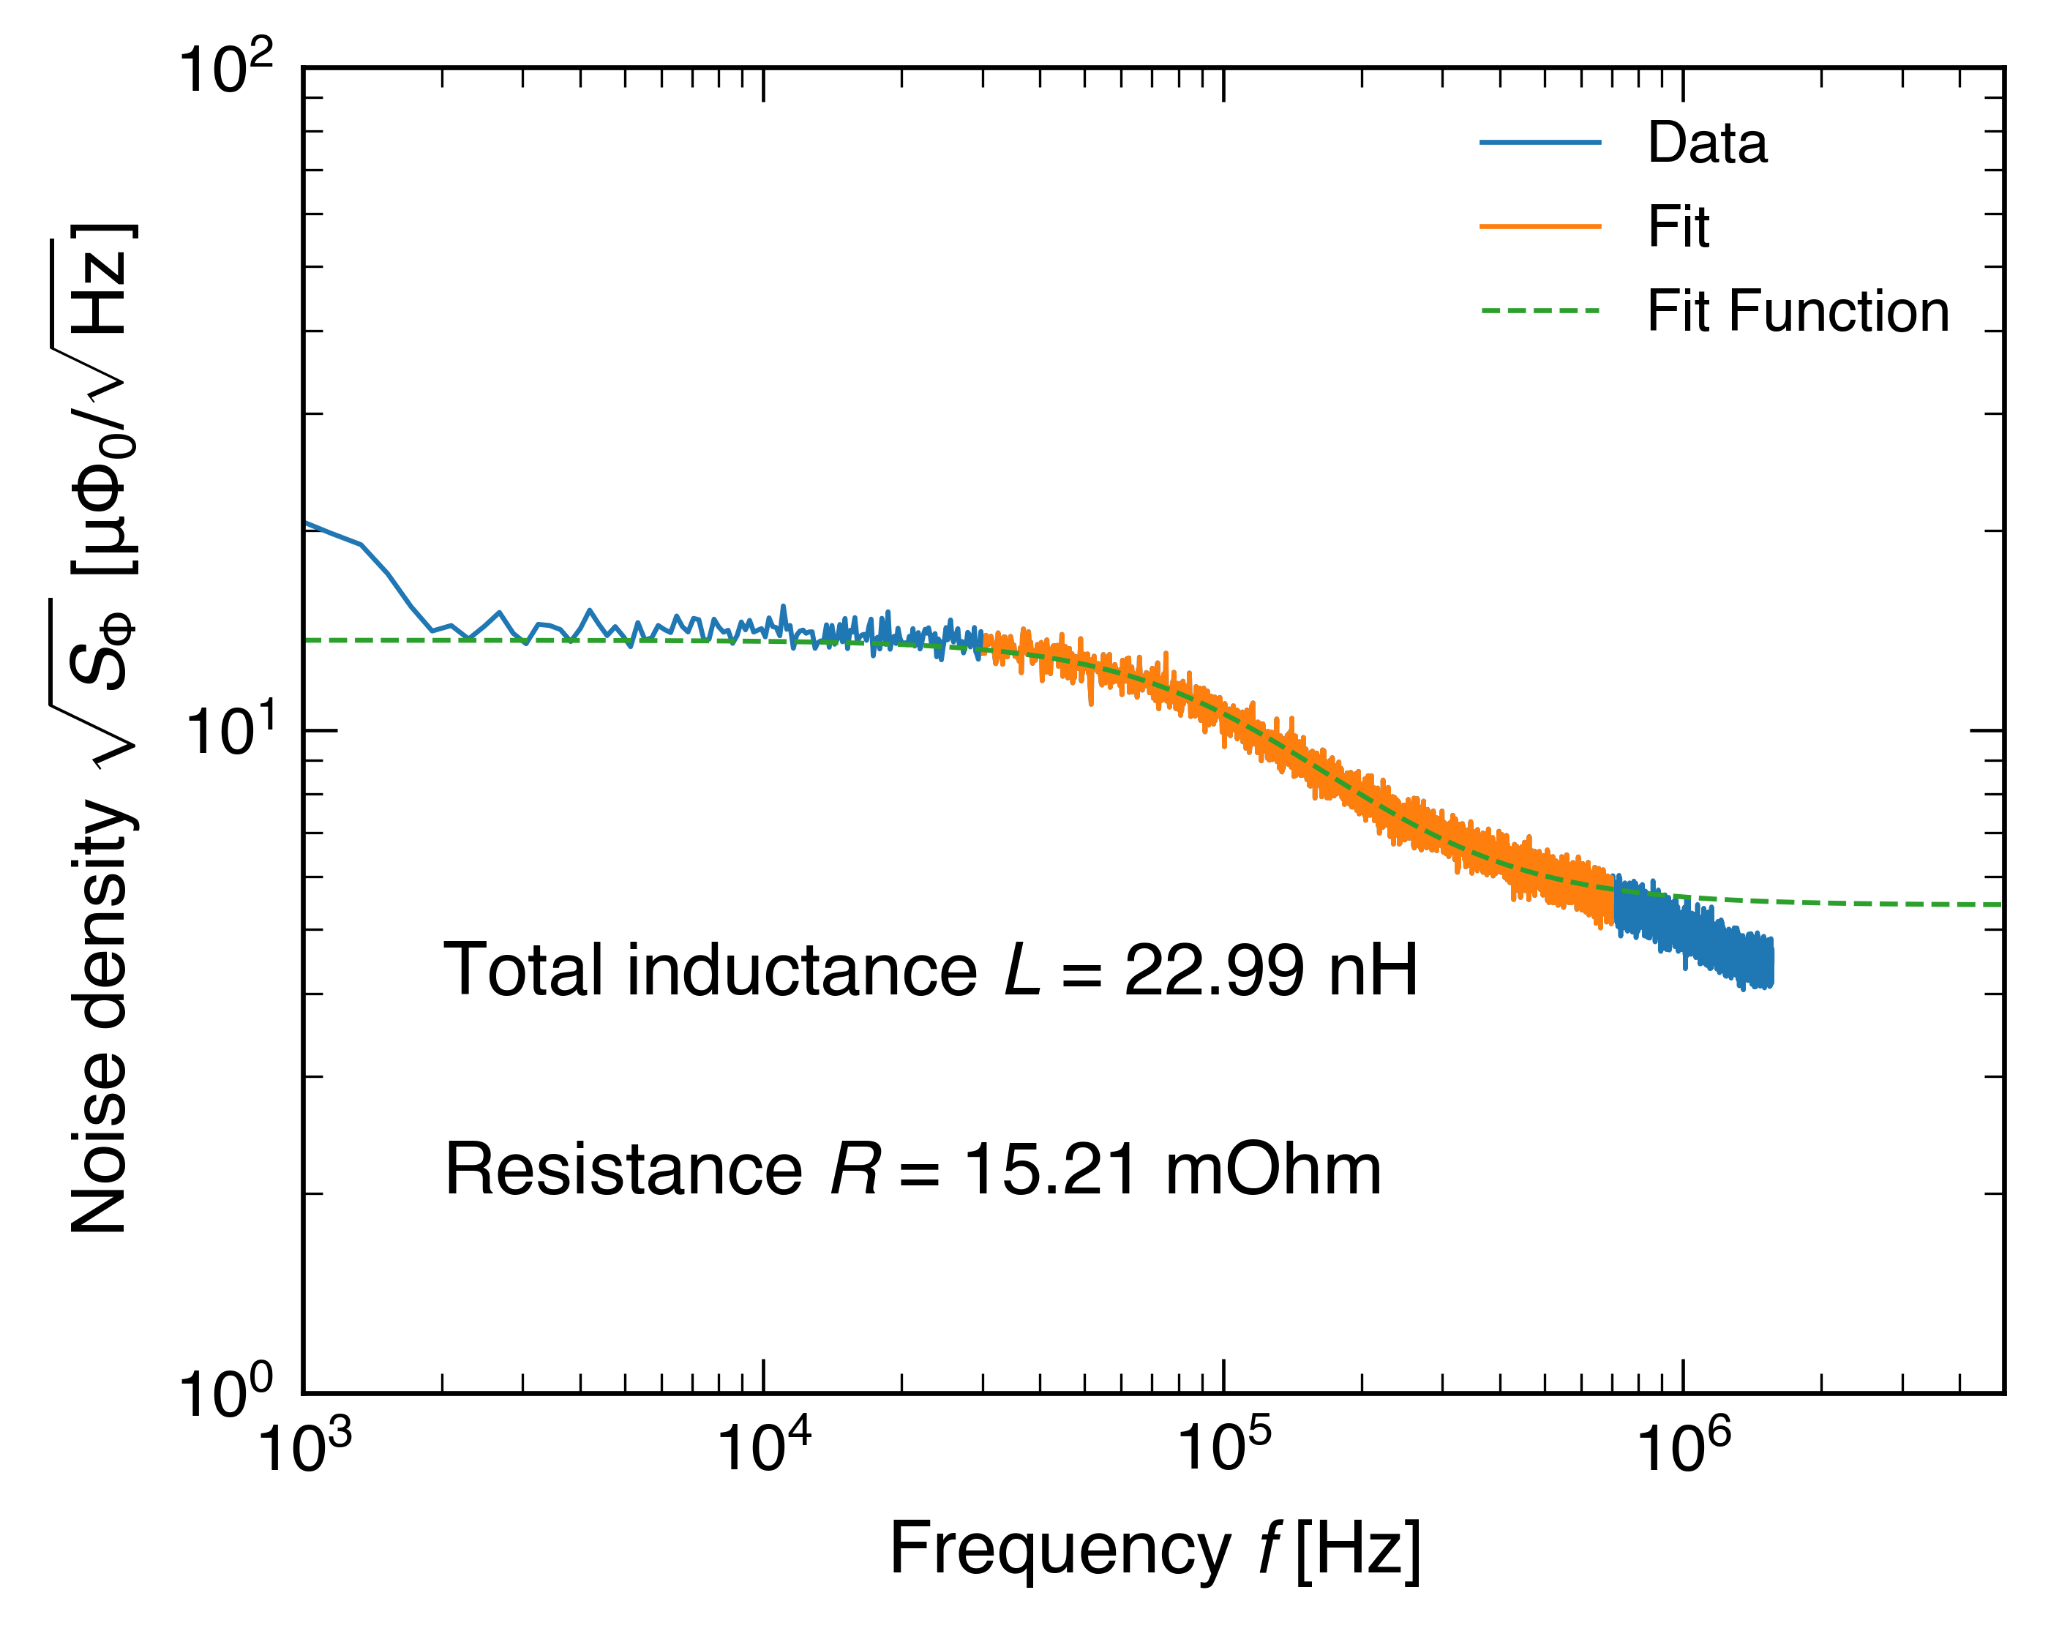 10²
10¹
10⁰
Noise density √S_Φ [μΦ₀/√Hz]
Data
Fit
Fit Function
Total inductance L = 22.99 nH
Resistance R = 15.21 mOhm
10³ 10⁴ 10⁵ 10⁶
Frequency f [Hz]